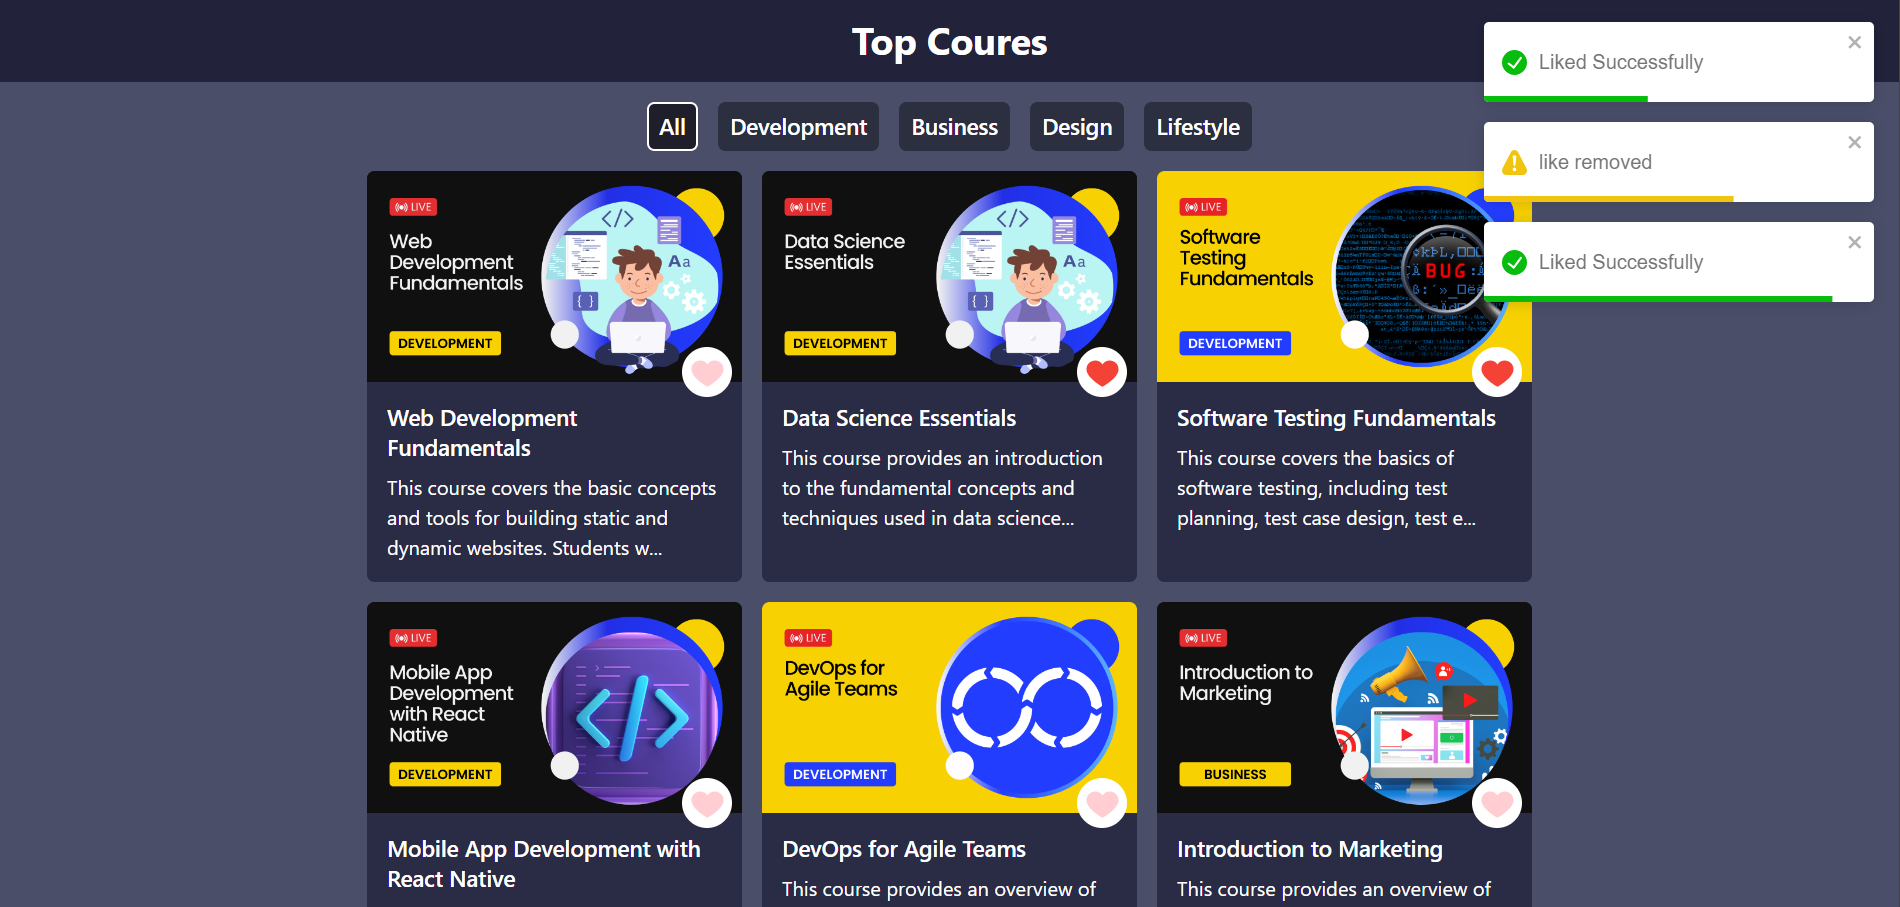 Top Coures
All Development Business Design Lifestyle
Liked Successfully
like removed
Liked Successfully
LIVE
Web
Development
Fundamentals
DEVELOPMENT
Web Development
Fundamentals
This course covers the basic concepts
and tools for building static and
dynamic websites. Students w...
LIVE
Data Science
Essentials
DEVELOPMENT
Data Science Essentials
This course provides an introduction
to the fundamental concepts and
techniques used in data science...
LIVE
Software
Testing
Fundamentals
BUG
DEVELOPMENT
Software Testing Fundamentals
This course covers the basics of
software testing, including test
planning, test case design, test e...
LIVE
Mobile App
Development
with React
Native
DEVELOPMENT
Mobile App Development with
React Native
LIVE
DevOps for
Agile Teams
DEVELOPMENT
DevOps for Agile Teams
This course provides an overview of
LIVE
Introduction to
Marketing
BUSINESS
Introduction to Marketing
This course provides an overview of